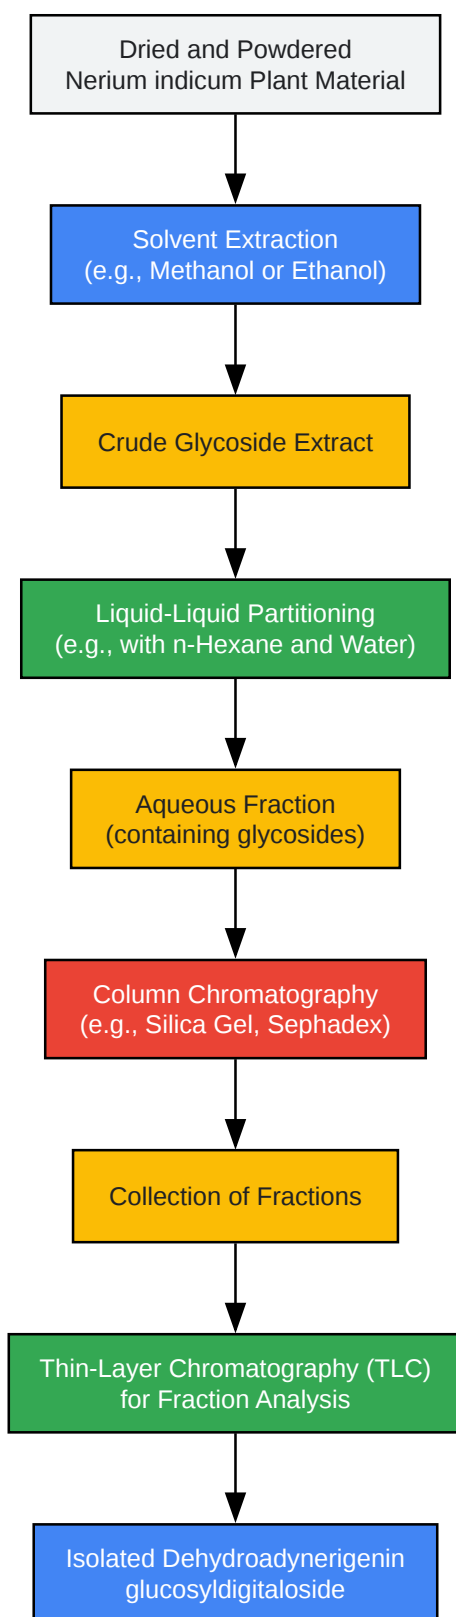 Dried and Powdered
Nerium indicum Plant Material
Solvent Extraction
(e.g., Methanol or Ethanol)
Crude Glycoside Extract
Liquid-Liquid Partitioning
(e.g., with n-Hexane and Water)
Aqueous Fraction
(containing glycosides)
Column Chromatography
(e.g., Silica Gel, Sephadex)
Collection of Fractions
Thin-Layer Chromatography (TLC)
for Fraction Analysis
Isolated Dehydroadynerigenin
glucosyldigitaloside